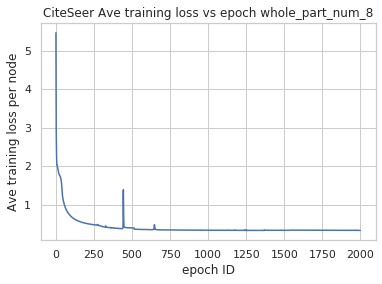 CiteSeer Ave training loss vs epoch whole_part_num_8
Ave training loss per node
5
4
3
2
1
0 250 500 750 1000 1250 1500 1750 2000
epoch ID